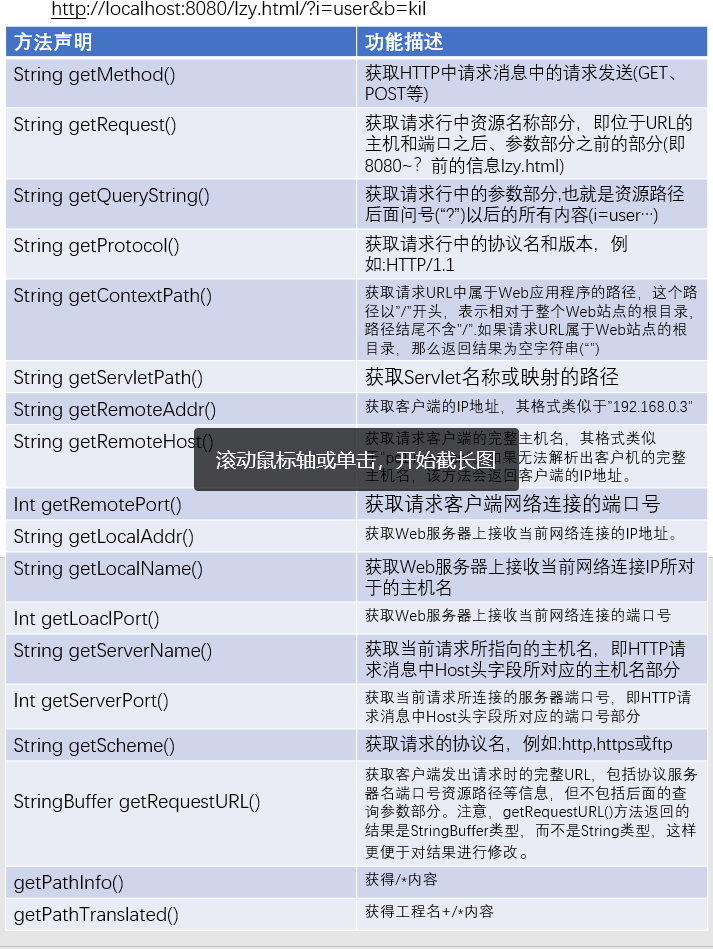 http://localhost:8080/lzy.html/?i=user&b=kil
方法声明
功能描述
String getMethod()
获取HTTP中请求消息中的请求发送(GET、
POST等)
String getRequest()
获取请求行中资源名称部分，即位于URL的
主机和端口之后、参数部分之前的部分(即
8080~？前的信息lzy.html)
String getQueryString()
获取请求行中的参数部分,也就是资源路径
后面问号(“?”)以后的所有内容(i=user…)
String getProtocol()
获取请求行中的协议名和版本，例
如:HTTP/1.1
String getContextPath()
获取请求URL中属于Web应用程序的路径，这个路
径以”/”开头，表示相对于整个Web站点的根目录,
路径结尾不含”/”.如果请求URL属于Web站点的根
目录，那么返回结果为空字符串(“”)
String getServletPath()
获取Servlet名称或映射的路径
String getRemoteAddr()
获取客户端的IP地址，其格式类似于”192.168.0.3”
String getRemoteHost()
获取请求客户端的完整主机名，其格式类似
如果无法解析出客户机的完整
主机名，该方法会返回客户端的IP地址。
滚动鼠标轴或单击，开始截长图
Int getRemotePort()
获取请求客户端网络连接的端口号
String getLocalAddr()
获取Web服务器上接收当前网络连接的IP地址。
String getLocalName()
获取Web服务器上接收当前网络连接IP所对
于的主机名
Int getLoaclPort()
获取Web服务器上接收当前网络连接的端口号
String getServerName()
获取当前请求所指向的主机名，即HTTP请
求消息中Host头字段所对应的主机名部分
Int getServerPort()
获取当前请求所连接的服务器端口号，即HTTP请
求消息中Host头字段所对应的端口号部分
String getScheme()
获取请求的协议名，例如:http,https或ftp
StringBuffer getRequestURL()
获取客户端发出请求时的完整URL，包括协议服务
器名端口号资源路径等信息，但不包括后面的查
询参数部分。注意，getRequestURL()方法返回的
结果是StringBuffer类型，而不是String类型，这样
更便于对结果进行修改。
getPathInfo()
获得/*内容
getPathTranslated()
获得工程名+/*内容